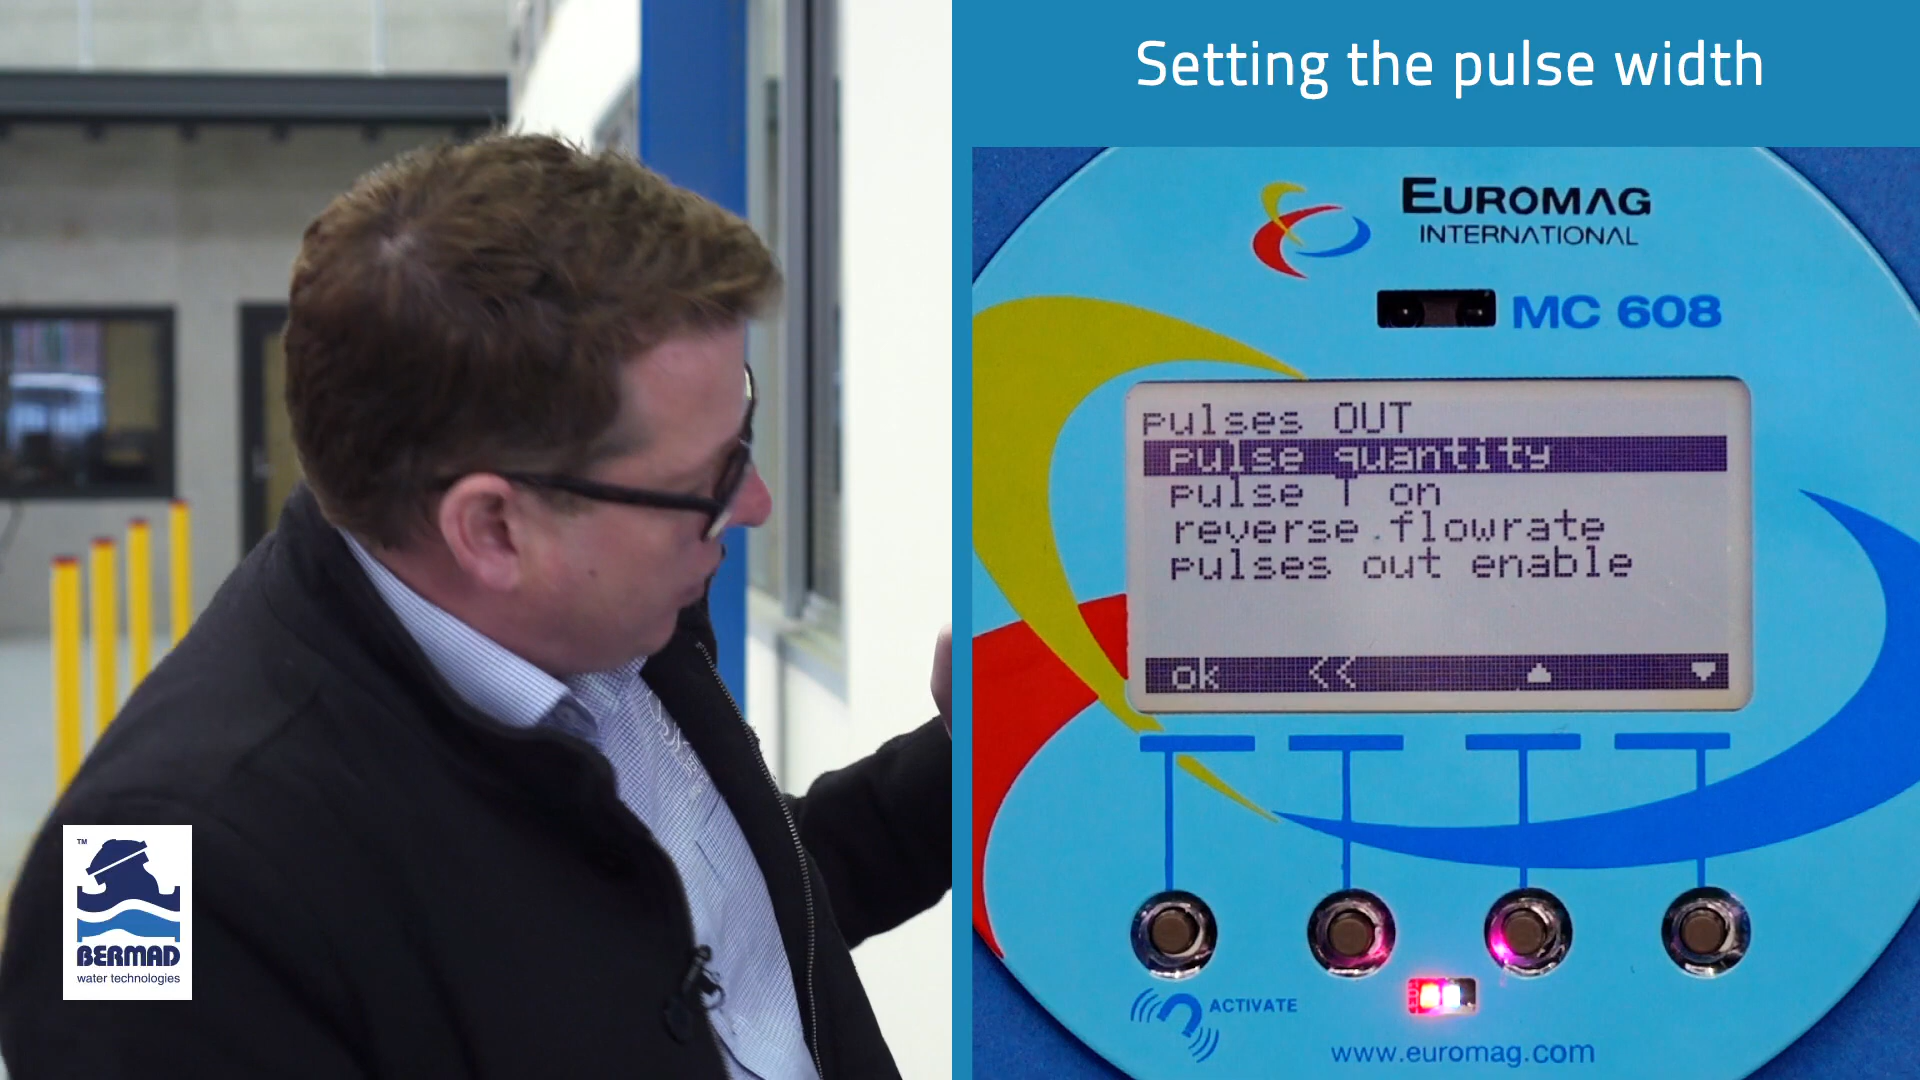 Setting the pulse width
EUROMAG
INTERNATIONAL
MC 608
pulses OUT
pulse quantity
pulse T on
reverse flowrate
pulses out enable
ok <<
ACTIVATE
www.euromag.com
TM
BERMAD
water technologies